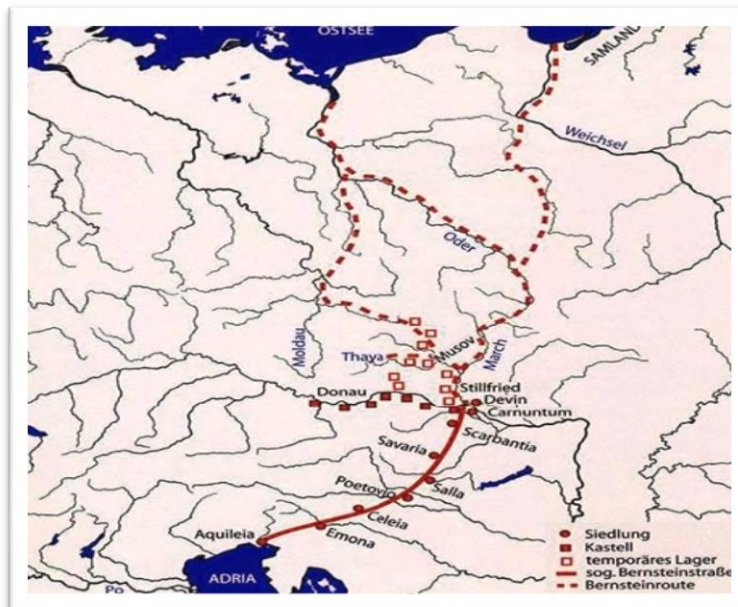 OSTSEE
SAMLAND
Weichsel
Oder
Moldau
Musov
March
Thaya
Stillfried
Donau
Devin
Carnuntum
Scarbantia
Savaria
Salla
Poetovio
Celeia
Emona
Aquileia
ADRIA
Po
Siedlung
Kastell
temporäres Lager
sog. Bernsteinstraße
Bernsteinroute